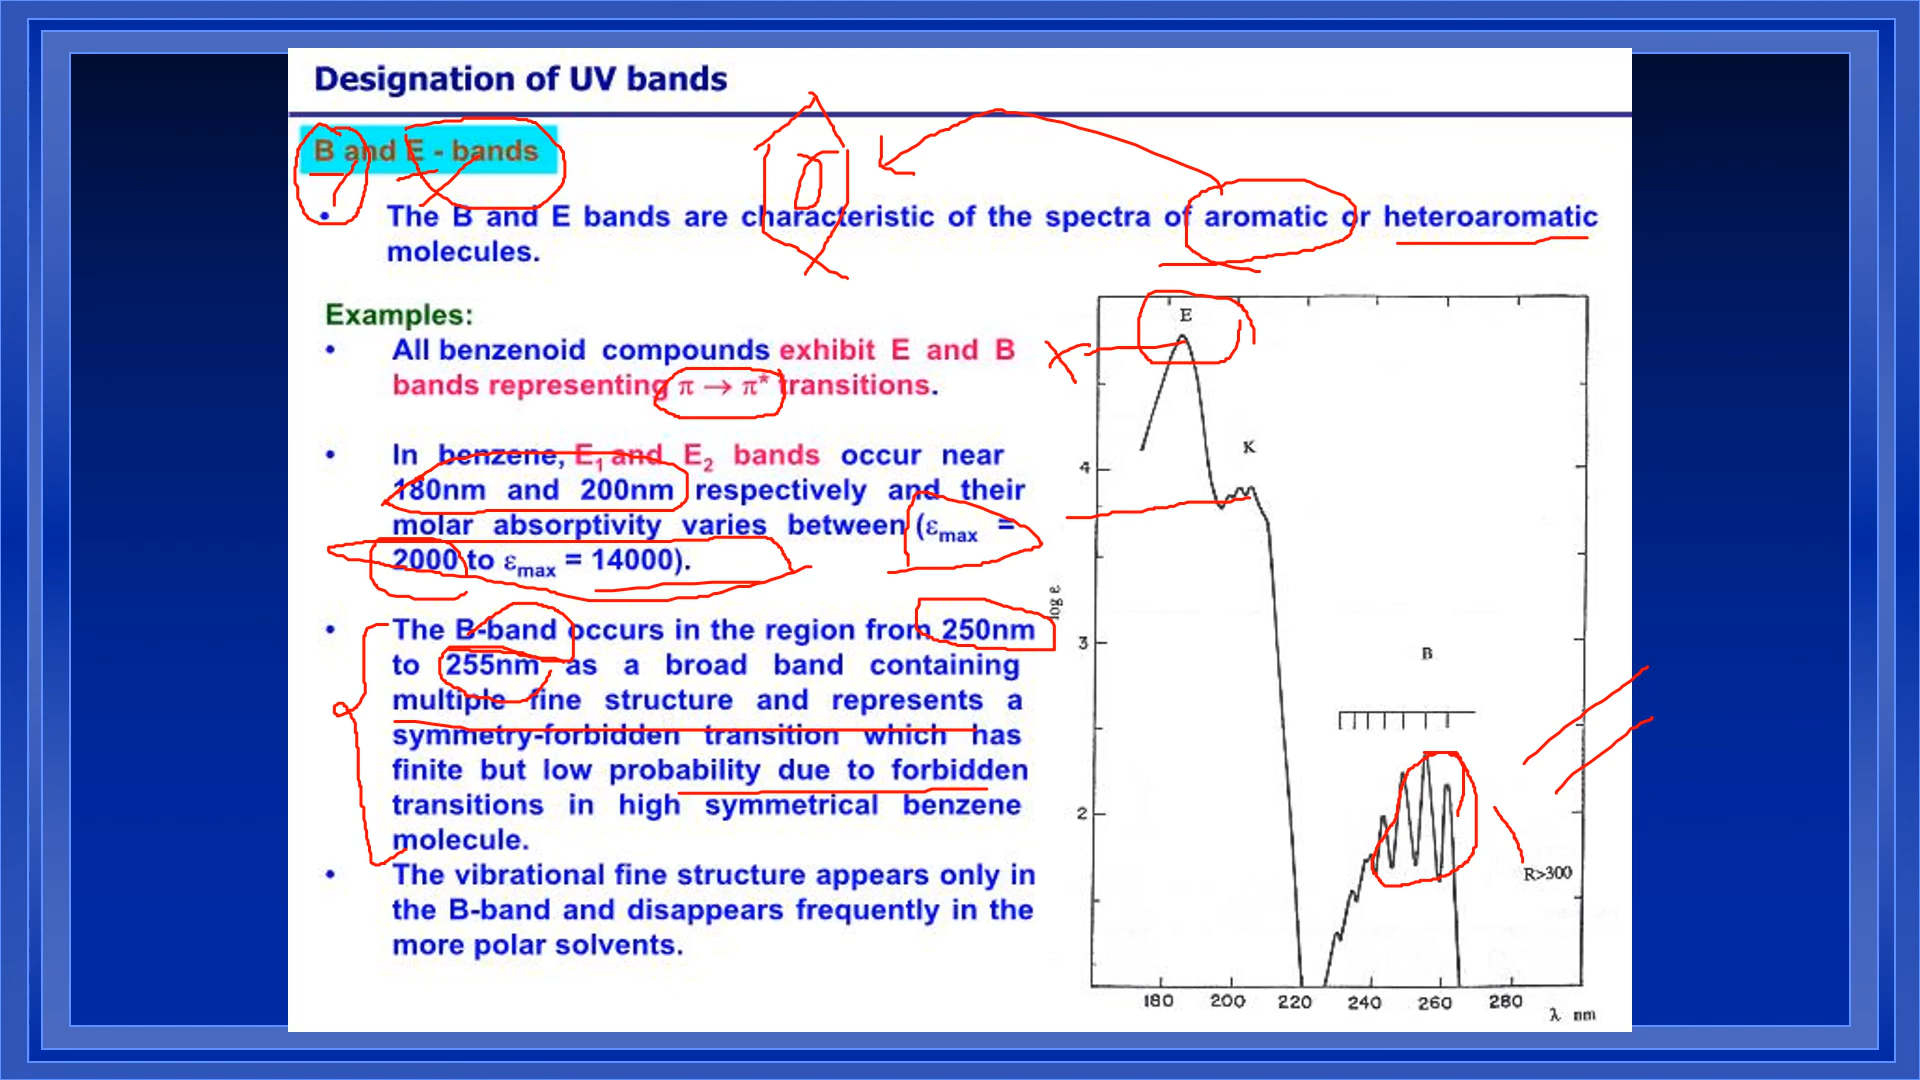 Designation of UV bands
B and E - bands
• The B and E bands are characteristic of the spectra of aromatic or heteroaromatic
molecules.
Examples:
• All benzenoid compounds exhibit E and B
bands representing π → π* transitions.
• In benzene, E1 and E2 bands occur near
180nm and 200nm respectively and their
molar absorptivity varies between (εmax =
2000 to εmax = 14000).
• The B-band occurs in the region from 250nm
to 255nm as a broad band containing
multiple fine structure and represents a
symmetry-forbidden transition which has
finite but low probability due to forbidden
transitions in high symmetrical benzene
molecule.
• The vibrational fine structure appears only in
the B-band and disappears frequently in the
more polar solvents.
E
K
4
log e
3
B
2
R>300
180 200 220 240 260 280
λ nm